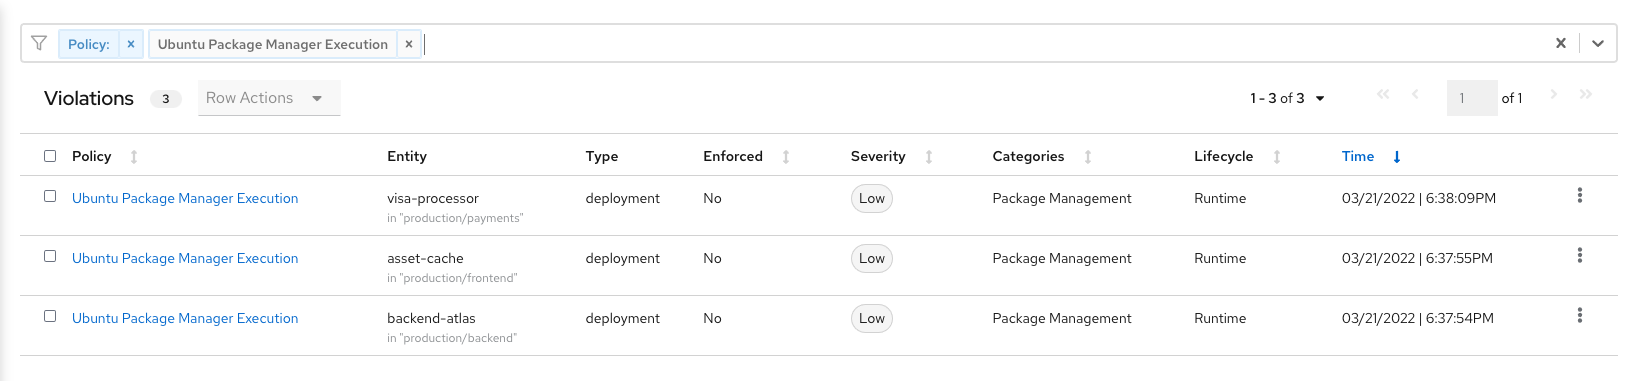 Policy: × Ubuntu Package Manager Execution ×
Violations 3 Row Actions 1 - 3 of 3 1 of 1
Policy Entity Type Enforced Severity Categories Lifecycle Time
Ubuntu Package Manager Execution visa-processor deployment No Low Package Management Runtime 03/21/2022 | 6:38:09PM
in "production/payments"
Ubuntu Package Manager Execution asset-cache deployment No Low Package Management Runtime 03/21/2022 | 6:37:55PM
in "production/frontend"
Ubuntu Package Manager Execution backend-atlas deployment No Low Package Management Runtime 03/21/2022 | 6:37:54PM
in "production/backend"